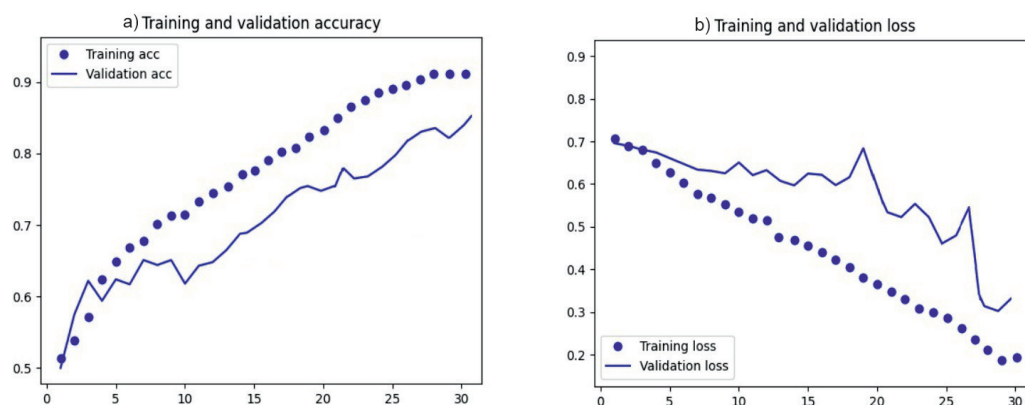 a) Training and validation accuracy
Training acc
Validation acc
0.9
0.8
0.7
0.6
0.5
0 5 10 15 20 25 30
b) Training and validation loss
0.9
0.8
0.7
0.6
0.5
0.4
0.3
0.2
Training loss
Validation loss
0 5 10 15 20 25 30